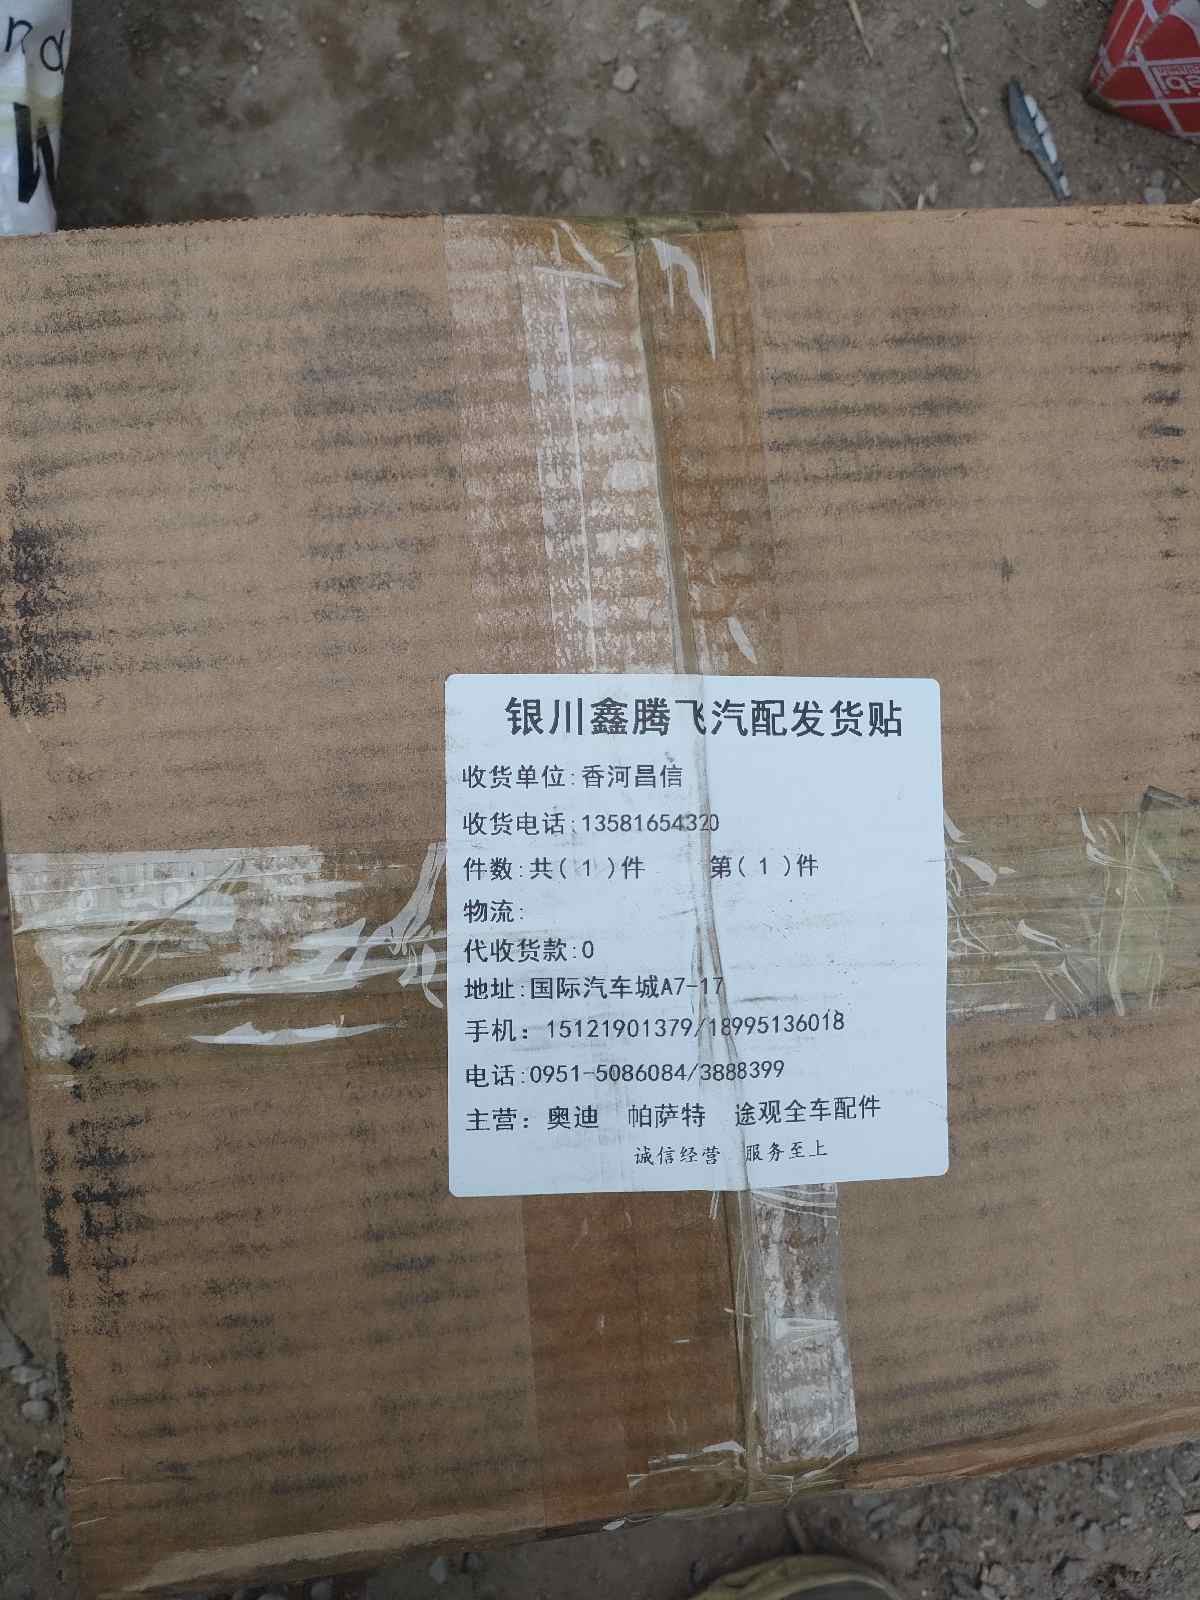 nd
M
ebi
银川鑫腾飞汽配发货贴
收货单位:香河昌信
收货电话:13581654320
件数:共( 1 )件 第( 1 )件
物流:
代收货款:0
地址:国际汽车城A7-17
手机: 15121901379/18995136018
电话:0951-5086084/3888399
主营: 奥迪 帕萨特 途观全车配件
诚信经营 服务至上